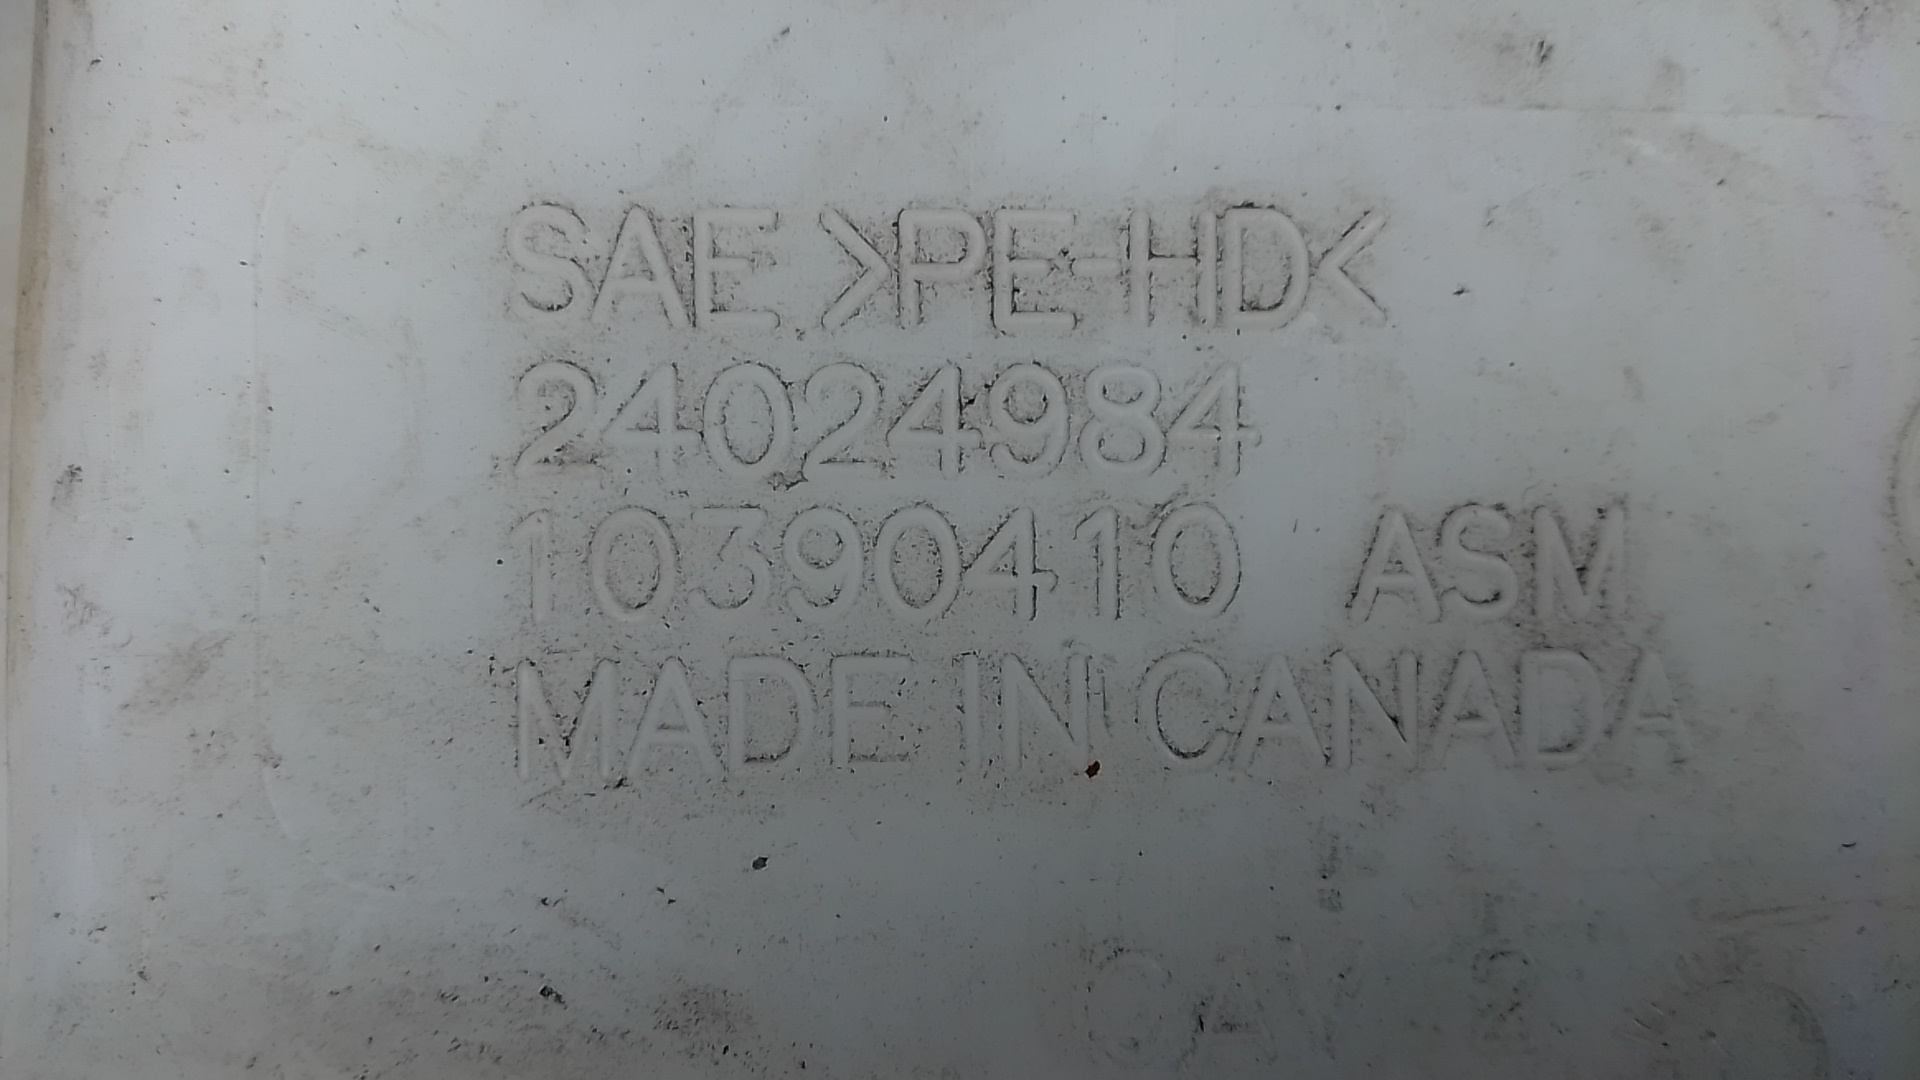 SAE >PE-HD<
24024984
10390410 ASM
MADE IN CANADA